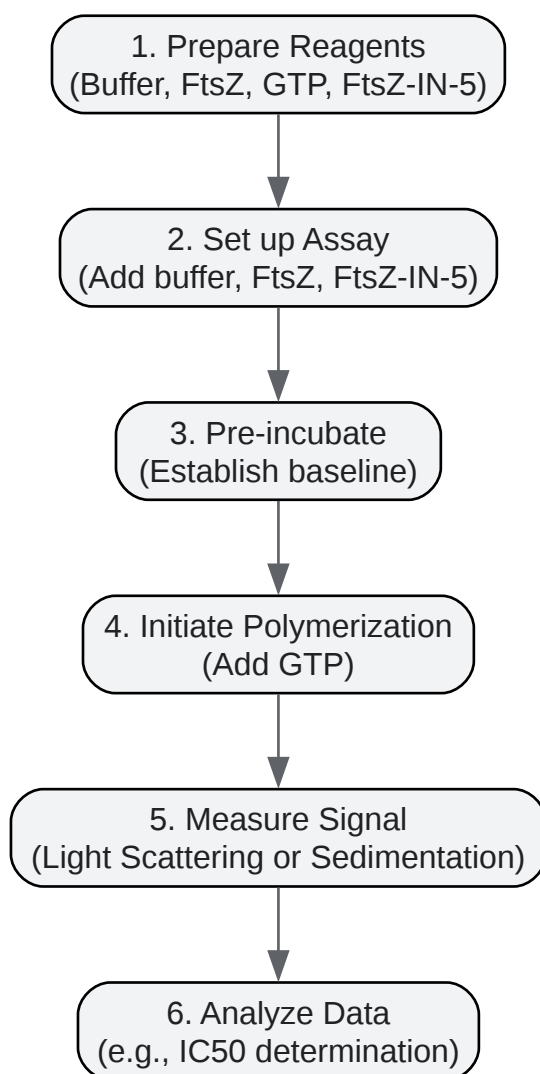 1. Prepare Reagents
(Buffer, FtsZ, GTP, FtsZ-IN-5)
2. Set up Assay
(Add buffer, FtsZ, FtsZ-IN-5)
3. Pre-incubate
(Establish baseline)
4. Initiate Polymerization
(Add GTP)
5. Measure Signal
(Light Scattering or Sedimentation)
6. Analyze Data
(e.g., IC50 determination)